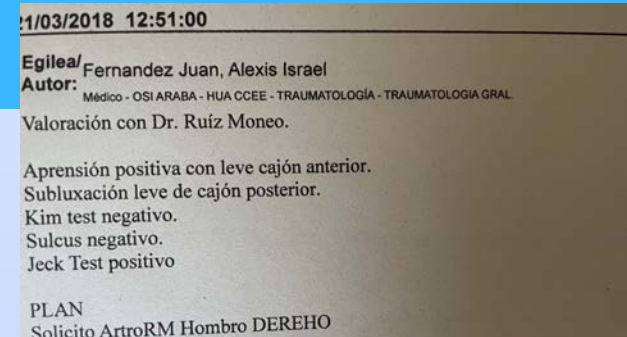 21/03/2018 12:51:00
Egilea/
Autor: Fernandez Juan, Alexis Israel
Médico - OSI ARABA - HUA CCEE - TRAUMATOLOGÍA - TRAUMATOLOGIA GRAL.
Valoración con Dr. Ruíz Moneo.
Aprensión positiva con leve cajón anterior.
Subluxación leve de cajón posterior.
Kim test negativo.
Sulcus negativo.
Jeck Test positivo
PLAN
Solicito ArtroRM Hombro DEREHO